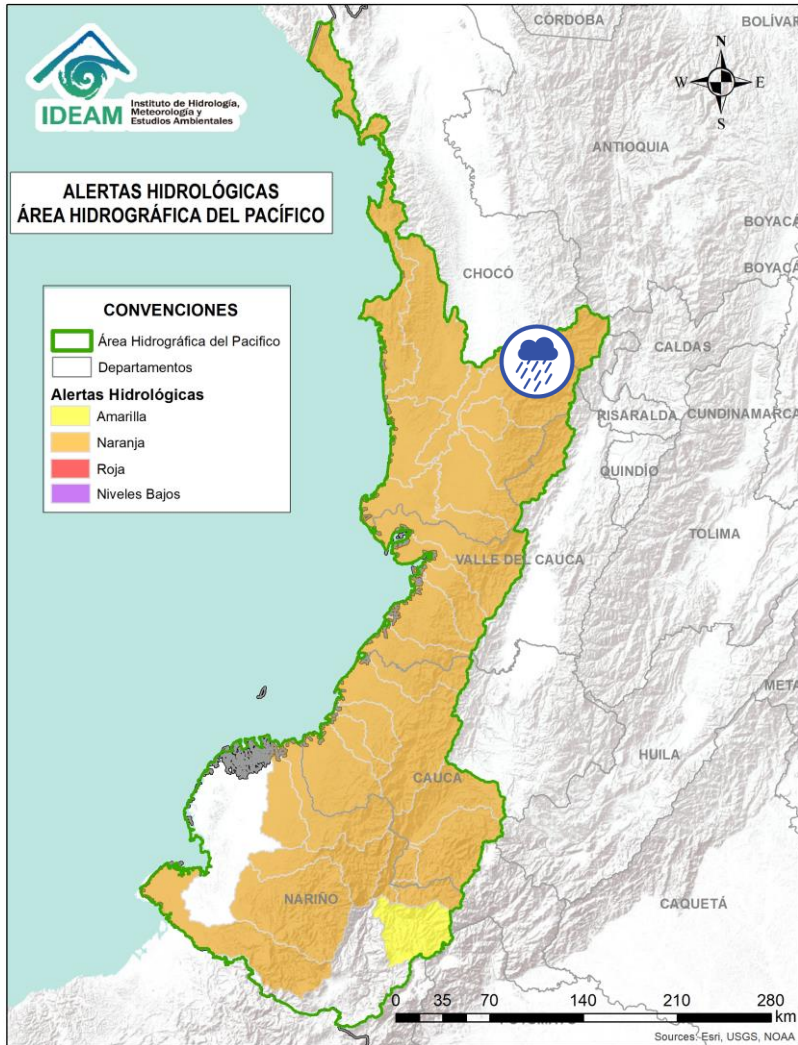 CÓRDOBA
BOLÍVAR
N
W
E
S
IDEAM
Instituto de Hidrología,
Meteorología y
Estudios Ambientales
ANTIOQUIA
ALERTAS HIDROLÓGICAS
ÁREA HIDROGRÁFICA DEL PACÍFICO
BOYACÁ
BOYACÁ
CHOCÓ
CONVENCIONES
Área Hidrográfica del Pacifico
Departamentos
Alertas Hidrológicas
Amarilla
Naranja
Roja
Niveles Bajos
CALDAS
RISARALDA
CUNDINAMARCA
QUINDÍO
TOLIMA
VALLE DEL CAUCA
META
HUILA
CAUCA
NARIÑO
CAQUETÁ
0 35 70 140 210 280
km
Sources: Esri, USGS, NOAA